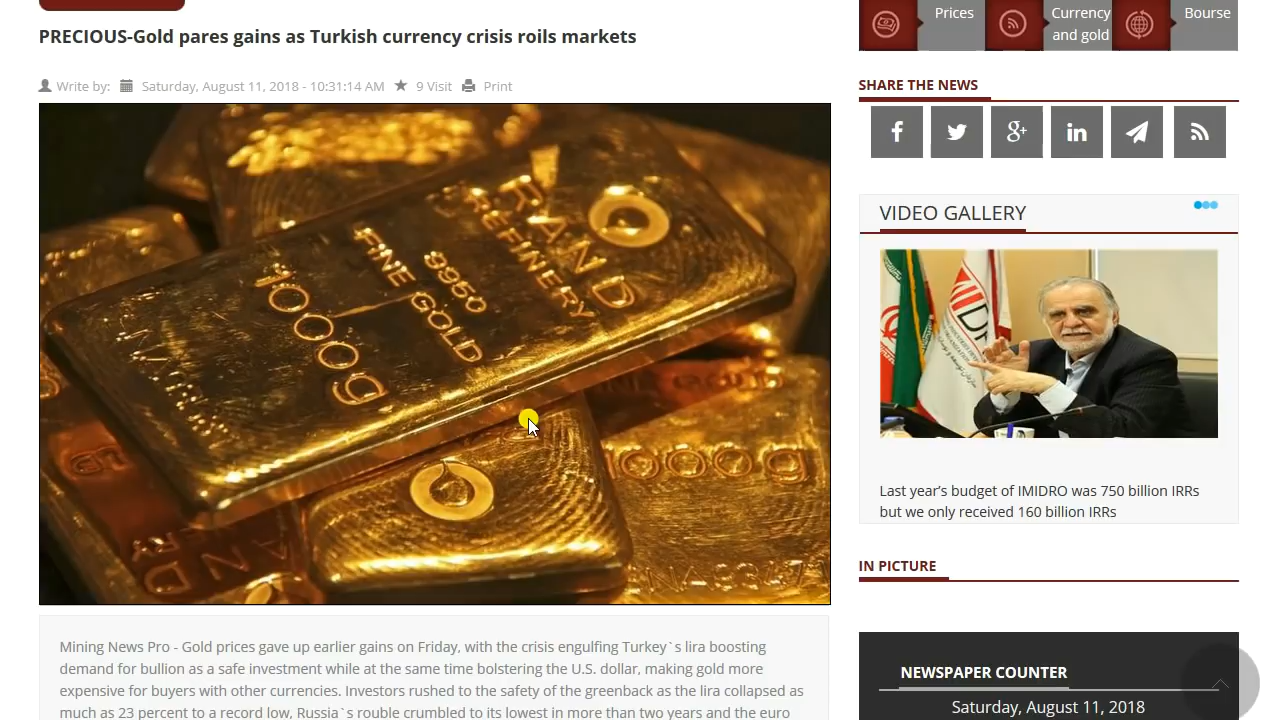 Prices
Currency
and gold
Bourse
PRECIOUS-Gold pares gains as Turkish currency crisis roils markets
Write by:
Saturday, August 11, 2018 - 10:31:14 AM
9 Visit
Print
SHARE THE NEWS
VIDEO GALLERY
RAND
REFINERY
9950
FINE GOLD
1000g
1000g
Last year's budget of IMIDRO was 750 billion IRRs
but we only received 160 billion IRRs
IN PICTURE
Mining News Pro - Gold prices gave up earlier gains on Friday, with the crisis engulfing Turkey`s lira boosting
demand for bullion as a safe investment while at the same time bolstering the U.S. dollar, making gold more
expensive for buyers with other currencies. Investors rushed to the safety of the greenback as the lira collapsed as
much as 23 percent to a record low, Russia`s rouble crumbled to its lowest in more than two years and the euro
NEWSPAPER COUNTER
Saturday, August 11, 2018